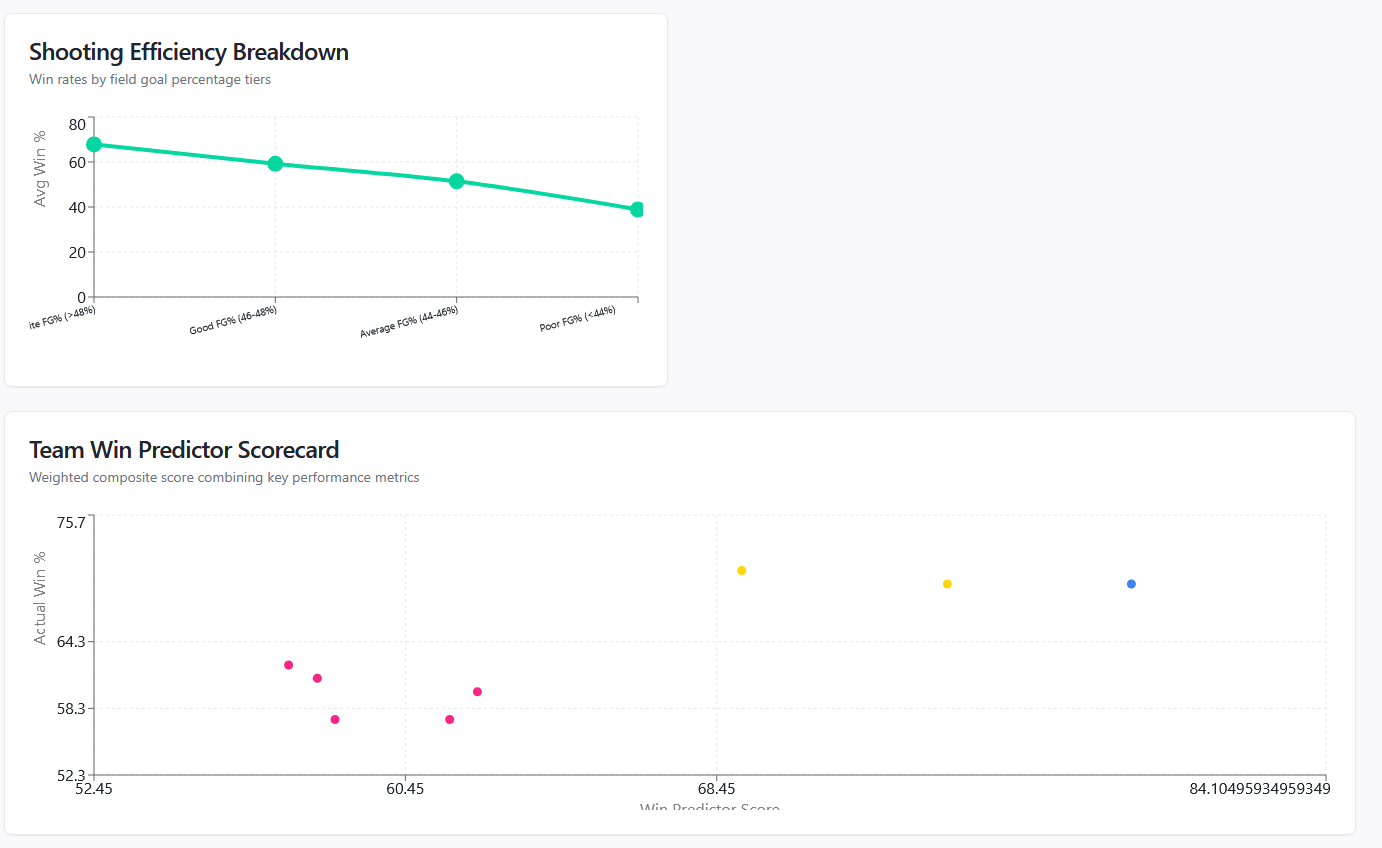 Shooting Efficiency Breakdown
Win rates by field goal percentage tiers
Avg Win %
80
60
40
20
0
ite FG% (>48%)
Good FG% (46-48%)
Average FG% (44-46%)
Poor FG% (<44%)
Team Win Predictor Scorecard
Weighted composite score combining key performance metrics
Actual Win %
75.7
64.3
58.3
52.3
52.45
60.45
68.45
84.10495934959349
Win Predictor Score